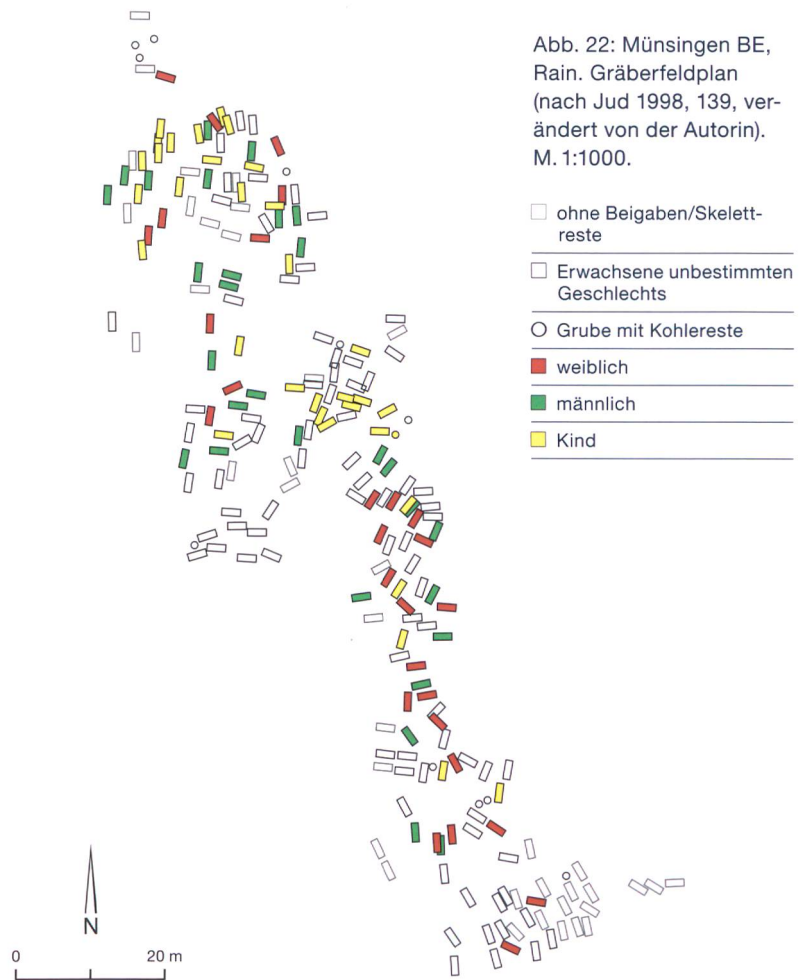 Abb. 22: Münsingen BE,
Rain. Gräberfeldplan
(nach Jud 1998, 139, ver-
ändert von der Autorin).
M. 1:1000.
ohne Beigaben/Skelett-
reste
Erwachsene unbestimmten
Geschlechts
Grube mit Kohlereste
weiblich
männlich
Kind
N
0 20 m